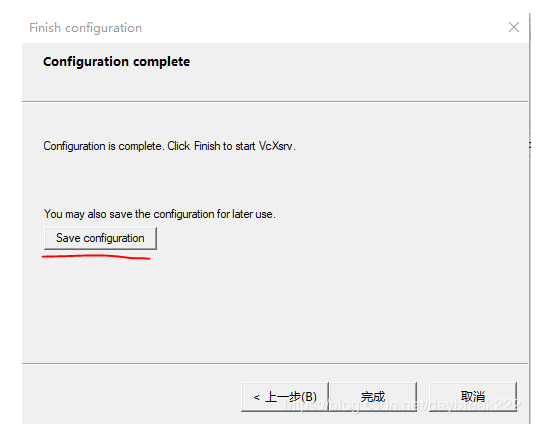 Finish configuration
Configuration complete
Configuration is complete. Click Finish to start VcXsrv.
You may also save the configuration for later use.
Save configuration
< 上一步(B) 完成 取消
https://blog.csdn.net/daybreak222